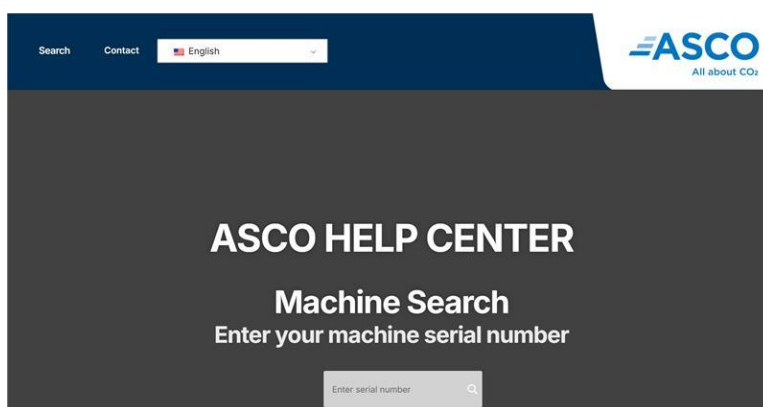 Search Contact English
ASCO
All about CO₂
ASCO HELP CENTER
Machine Search
Enter your machine serial number
Enter serial number